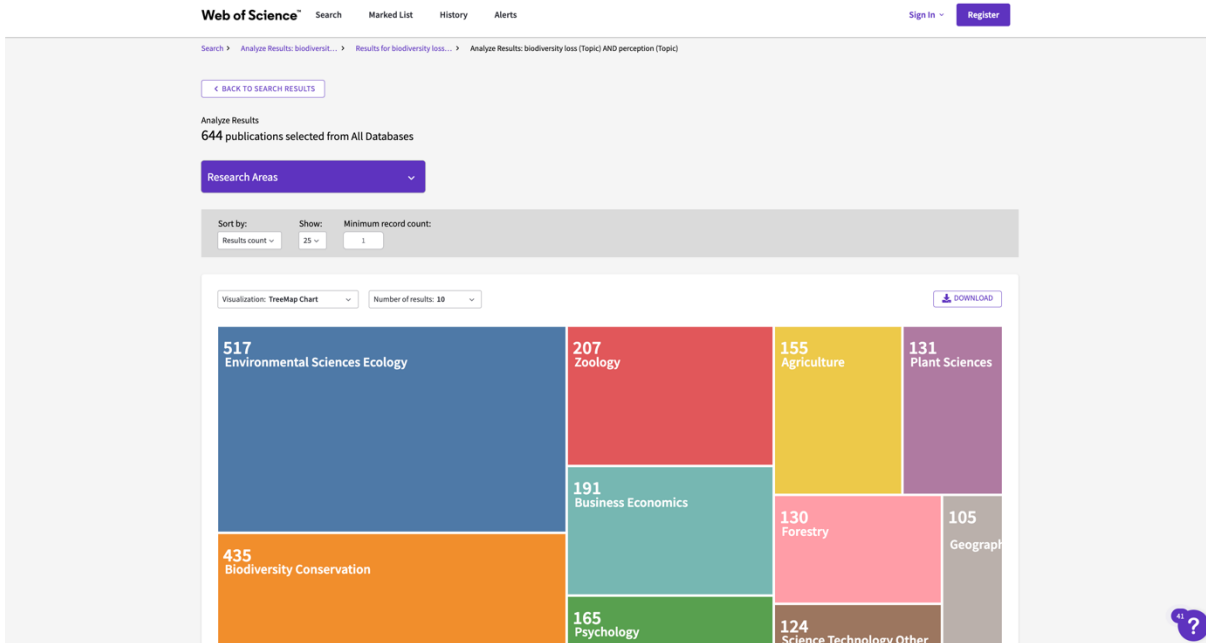 Web of Science™ Search Marked List History Alerts Sign In Register
Search > Analyze Results: biodiversit... > Results for biodiversity loss... > Analyze Results: biodiversity loss (Topic) AND perception (Topic)
< BACK TO SEARCH RESULTS
Analyze Results
644 publications selected from All Databases
Research Areas
Sort by: Show: Minimum record count:
Results count 25 1
Visualization: TreeMap Chart Number of results: 10 DOWNLOAD
517
Environmental Sciences Ecology
435
Biodiversity Conservation
207
Zoology
191
Business Economics
165
Psychology
155
Agriculture
131
Plant Sciences
130
Forestry
105
Geograph
124
Science Technology Other
41
?